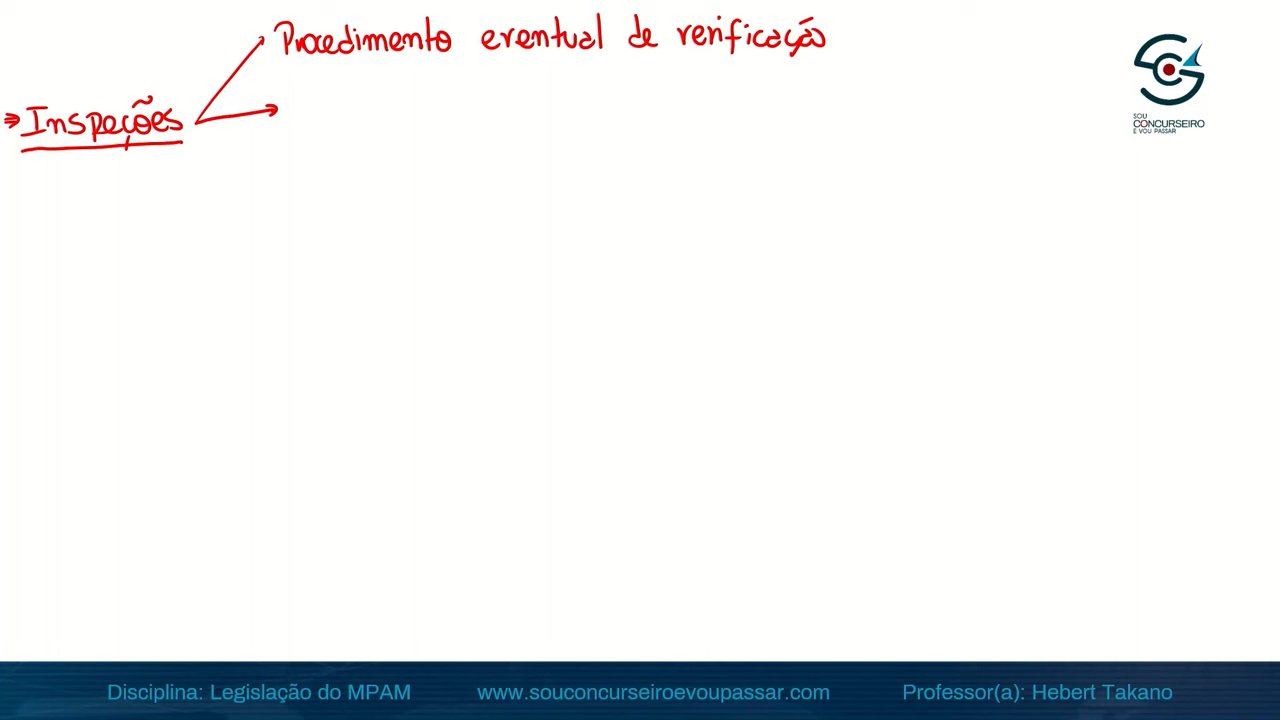 Procedimento eventual de verificação
⇒ Inspeções
SOU
CONCURSEIRO
E VOU PASSAR
Disciplina: Legislação do MPAM
www.souconcurseiroevoupassar.com
Professor(a): Hebert Takano